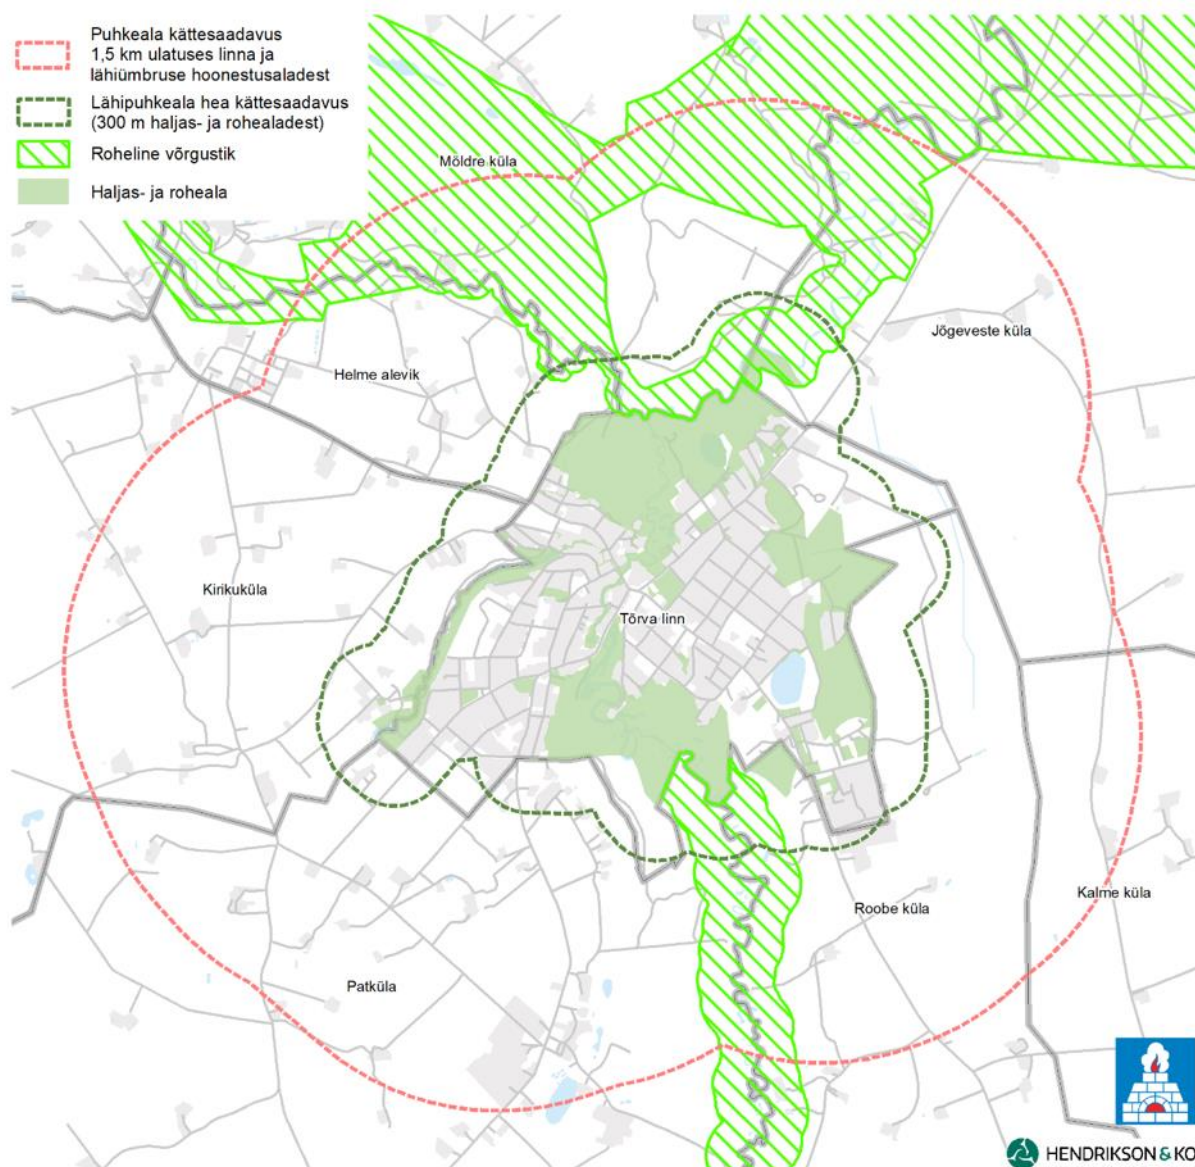 Puhkeala kättesaadavus
1,5 km ulatuses linna ja
lähiümbruse hoonestusaladest
Lähipuhkeala hea kättesaadavus
(300 m haljas- ja rohealadest)
Roheline võrgustik
Haljas- ja roheala
Möldre küla
Jõgeveste küla
Helme alevik
Kirikuküla
Tõrva linn
Kalme küla
Roobe küla
Patküla
HENDRIKSON & KO